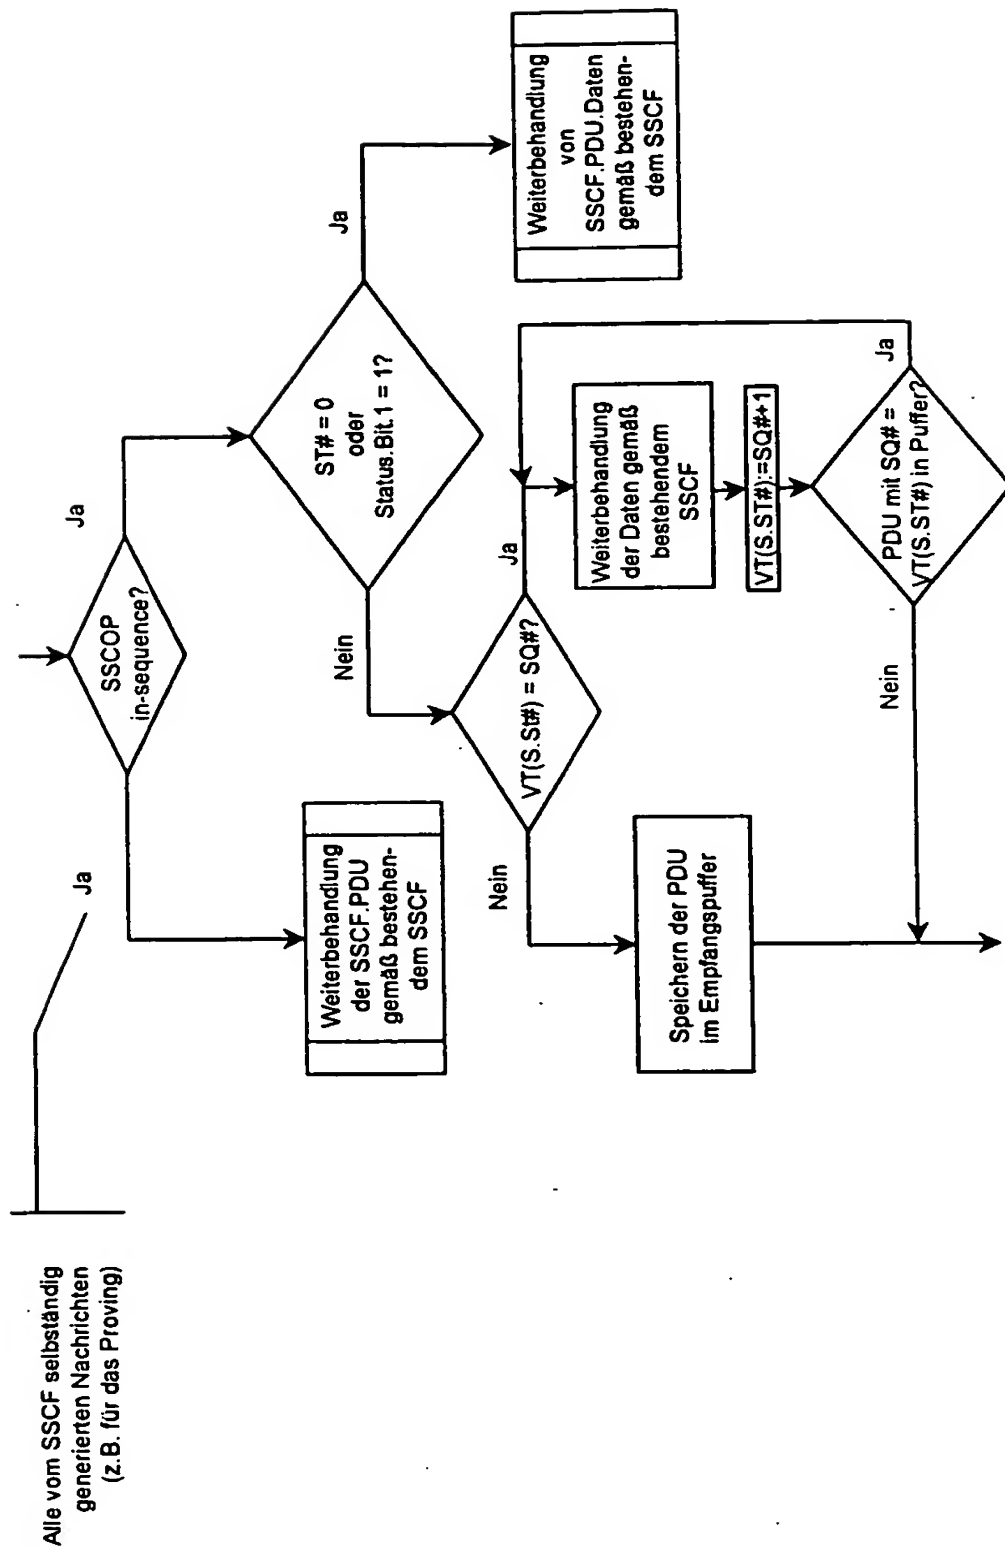 Alle vom SSCF selbständig
generierten Nachrichten
(z.B. für das Proving)
Ja
SSCOP
in-sequence?
Ja
Weiterbehandlung
der SSCF.PDU
gemäß bestehen-
dem SSCF
ST# = 0
oder
Status.Bit.1 = 1?
Nein
Ja
VT(S.St#) = SQ#?
Nein
Ja
Weiterbehandlung
von
SSCF.PDU.Daten
gemäß bestehen-
dem SSCF
Weiterbehandlung
der Daten gemäß
bestehendem
SSCF
Speichern der PDU
im Empfangspuffer
VT(S.ST#):=SQ#+1
PDU mit SQ# =
VT(S.ST#) in Puffer?
Nein
Ja